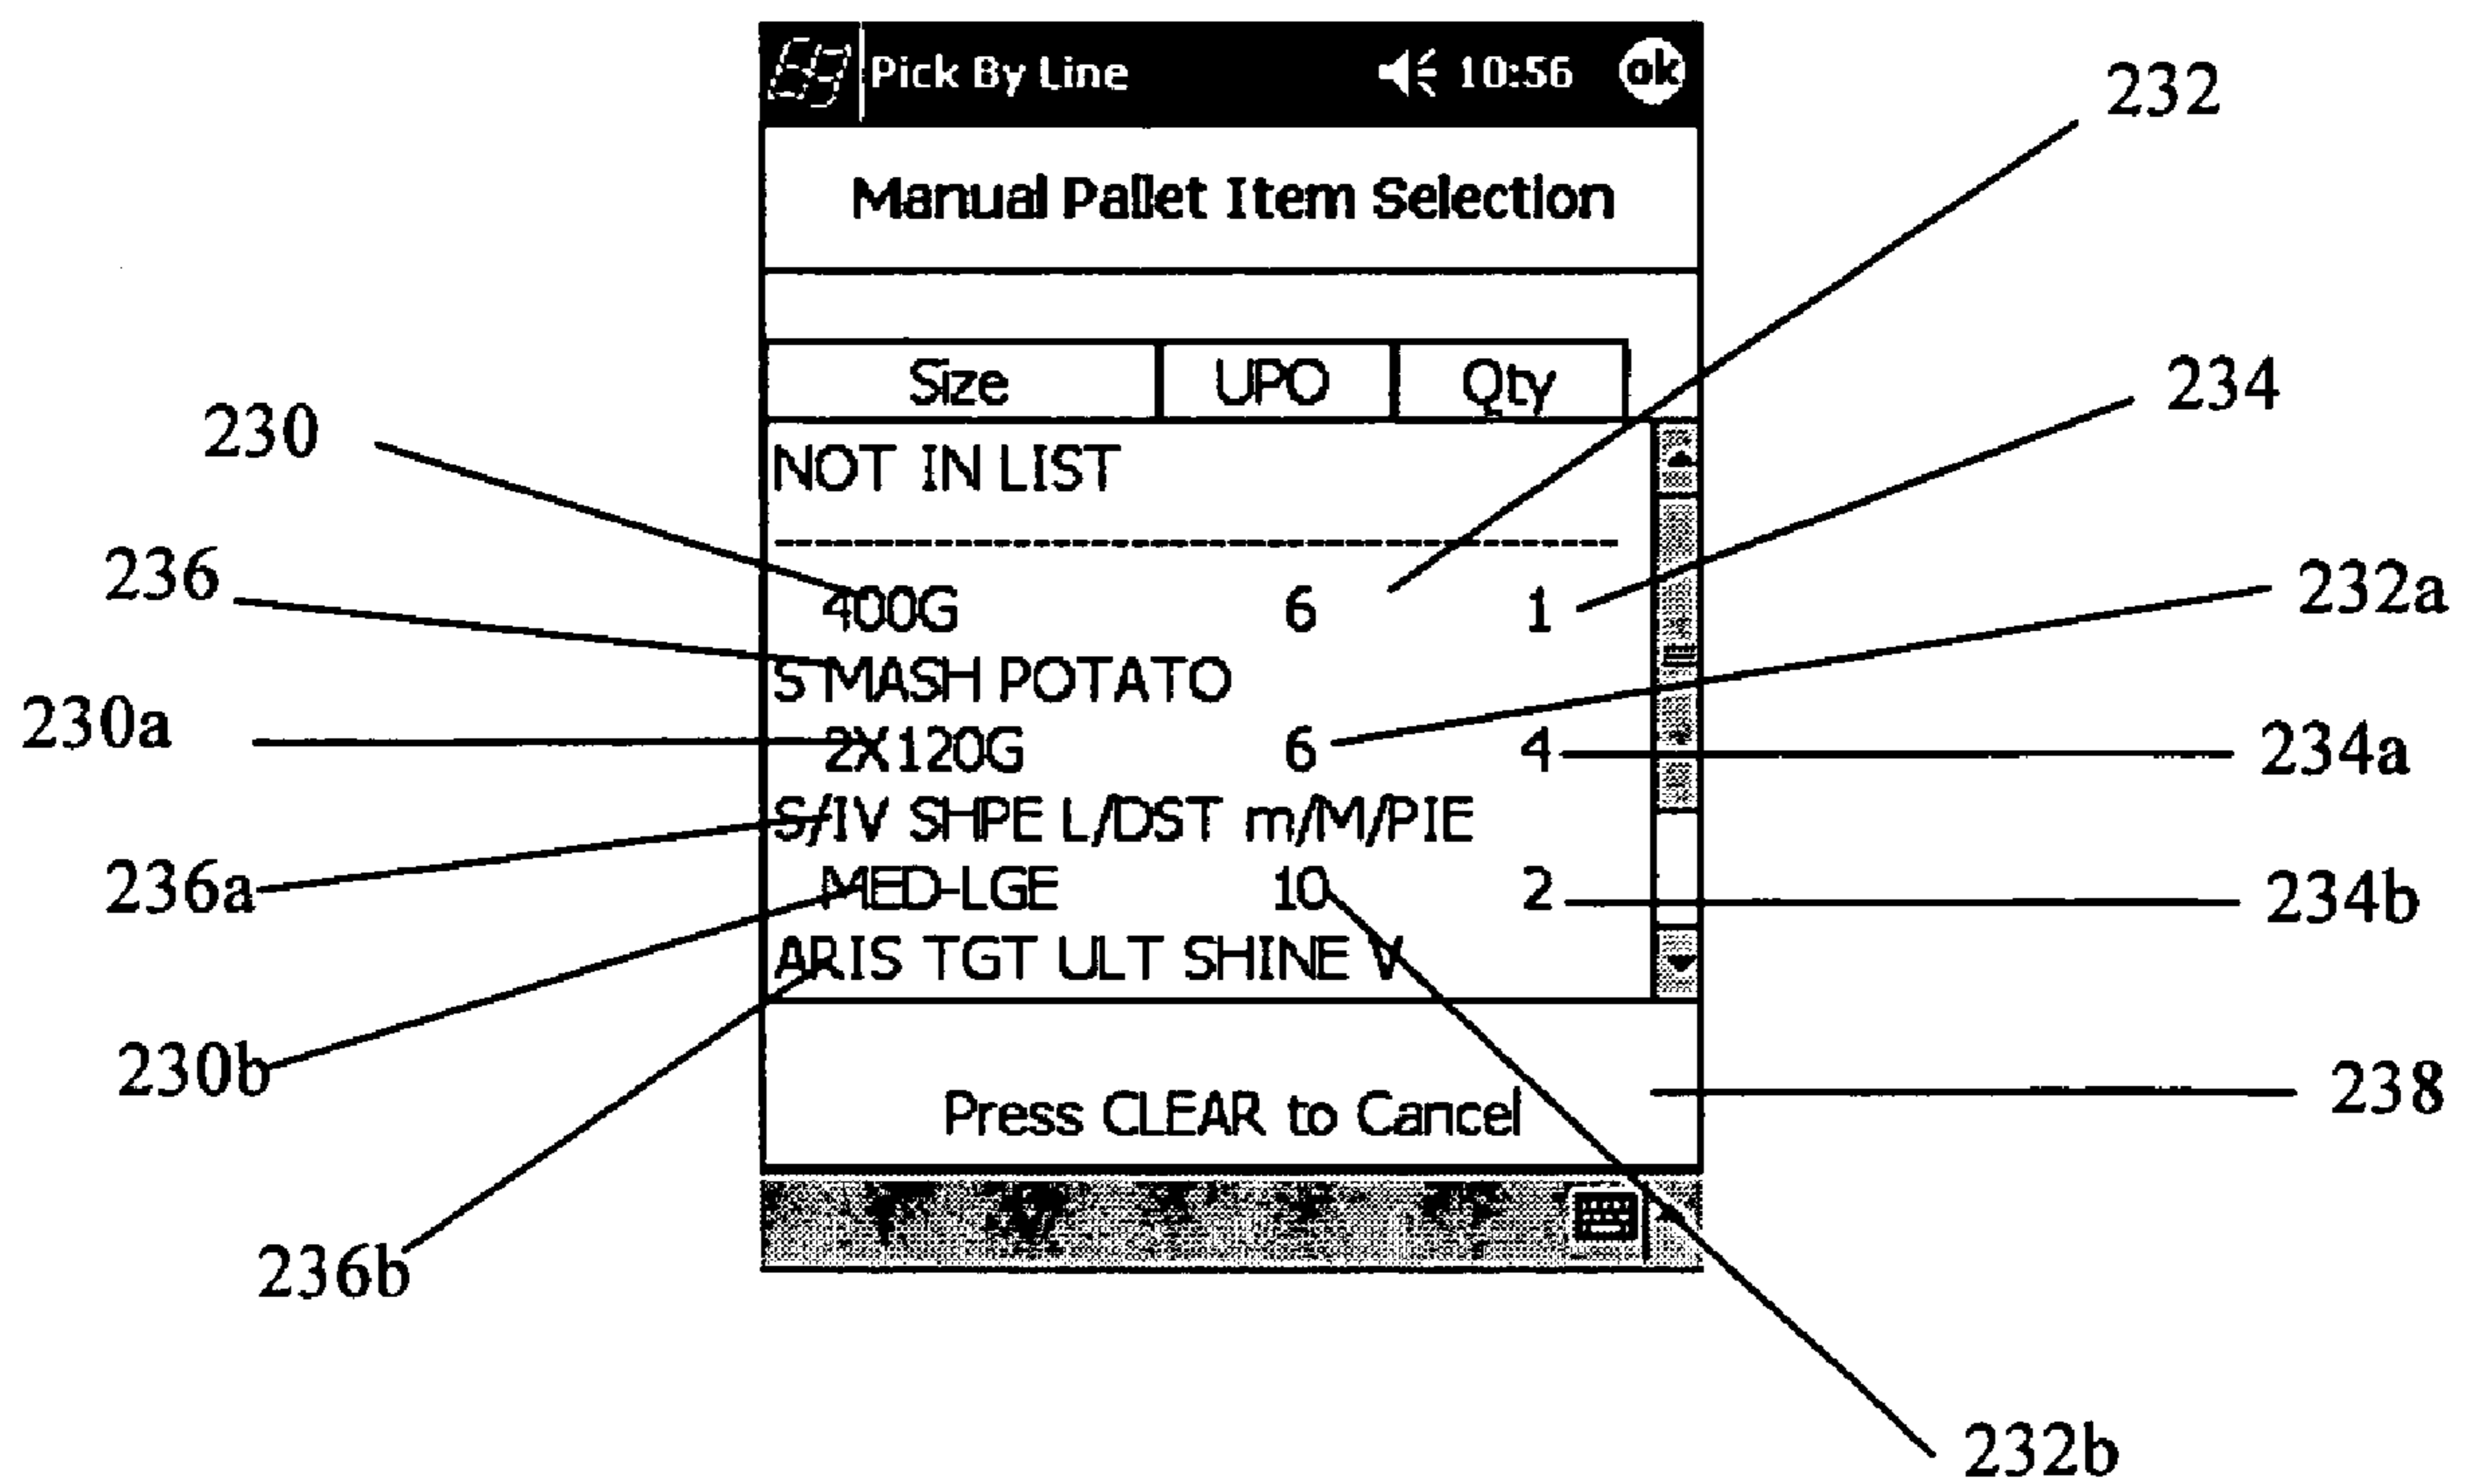 Pick By Line 10:56 ok
232
Manual Pallet Item Selection
Size UPO Qty
234
230
NOT IN LIST
236
400G 6 1
232a
S MASH POTATO
230a
2X120G 6 4
234a
S/IV SHPE L/DST m/M/PIE
236a
MED-LGE 10 2
234b
ARIS TGT ULT SHINE V
230b
Press CLEAR to Cancel
238
236b
232b